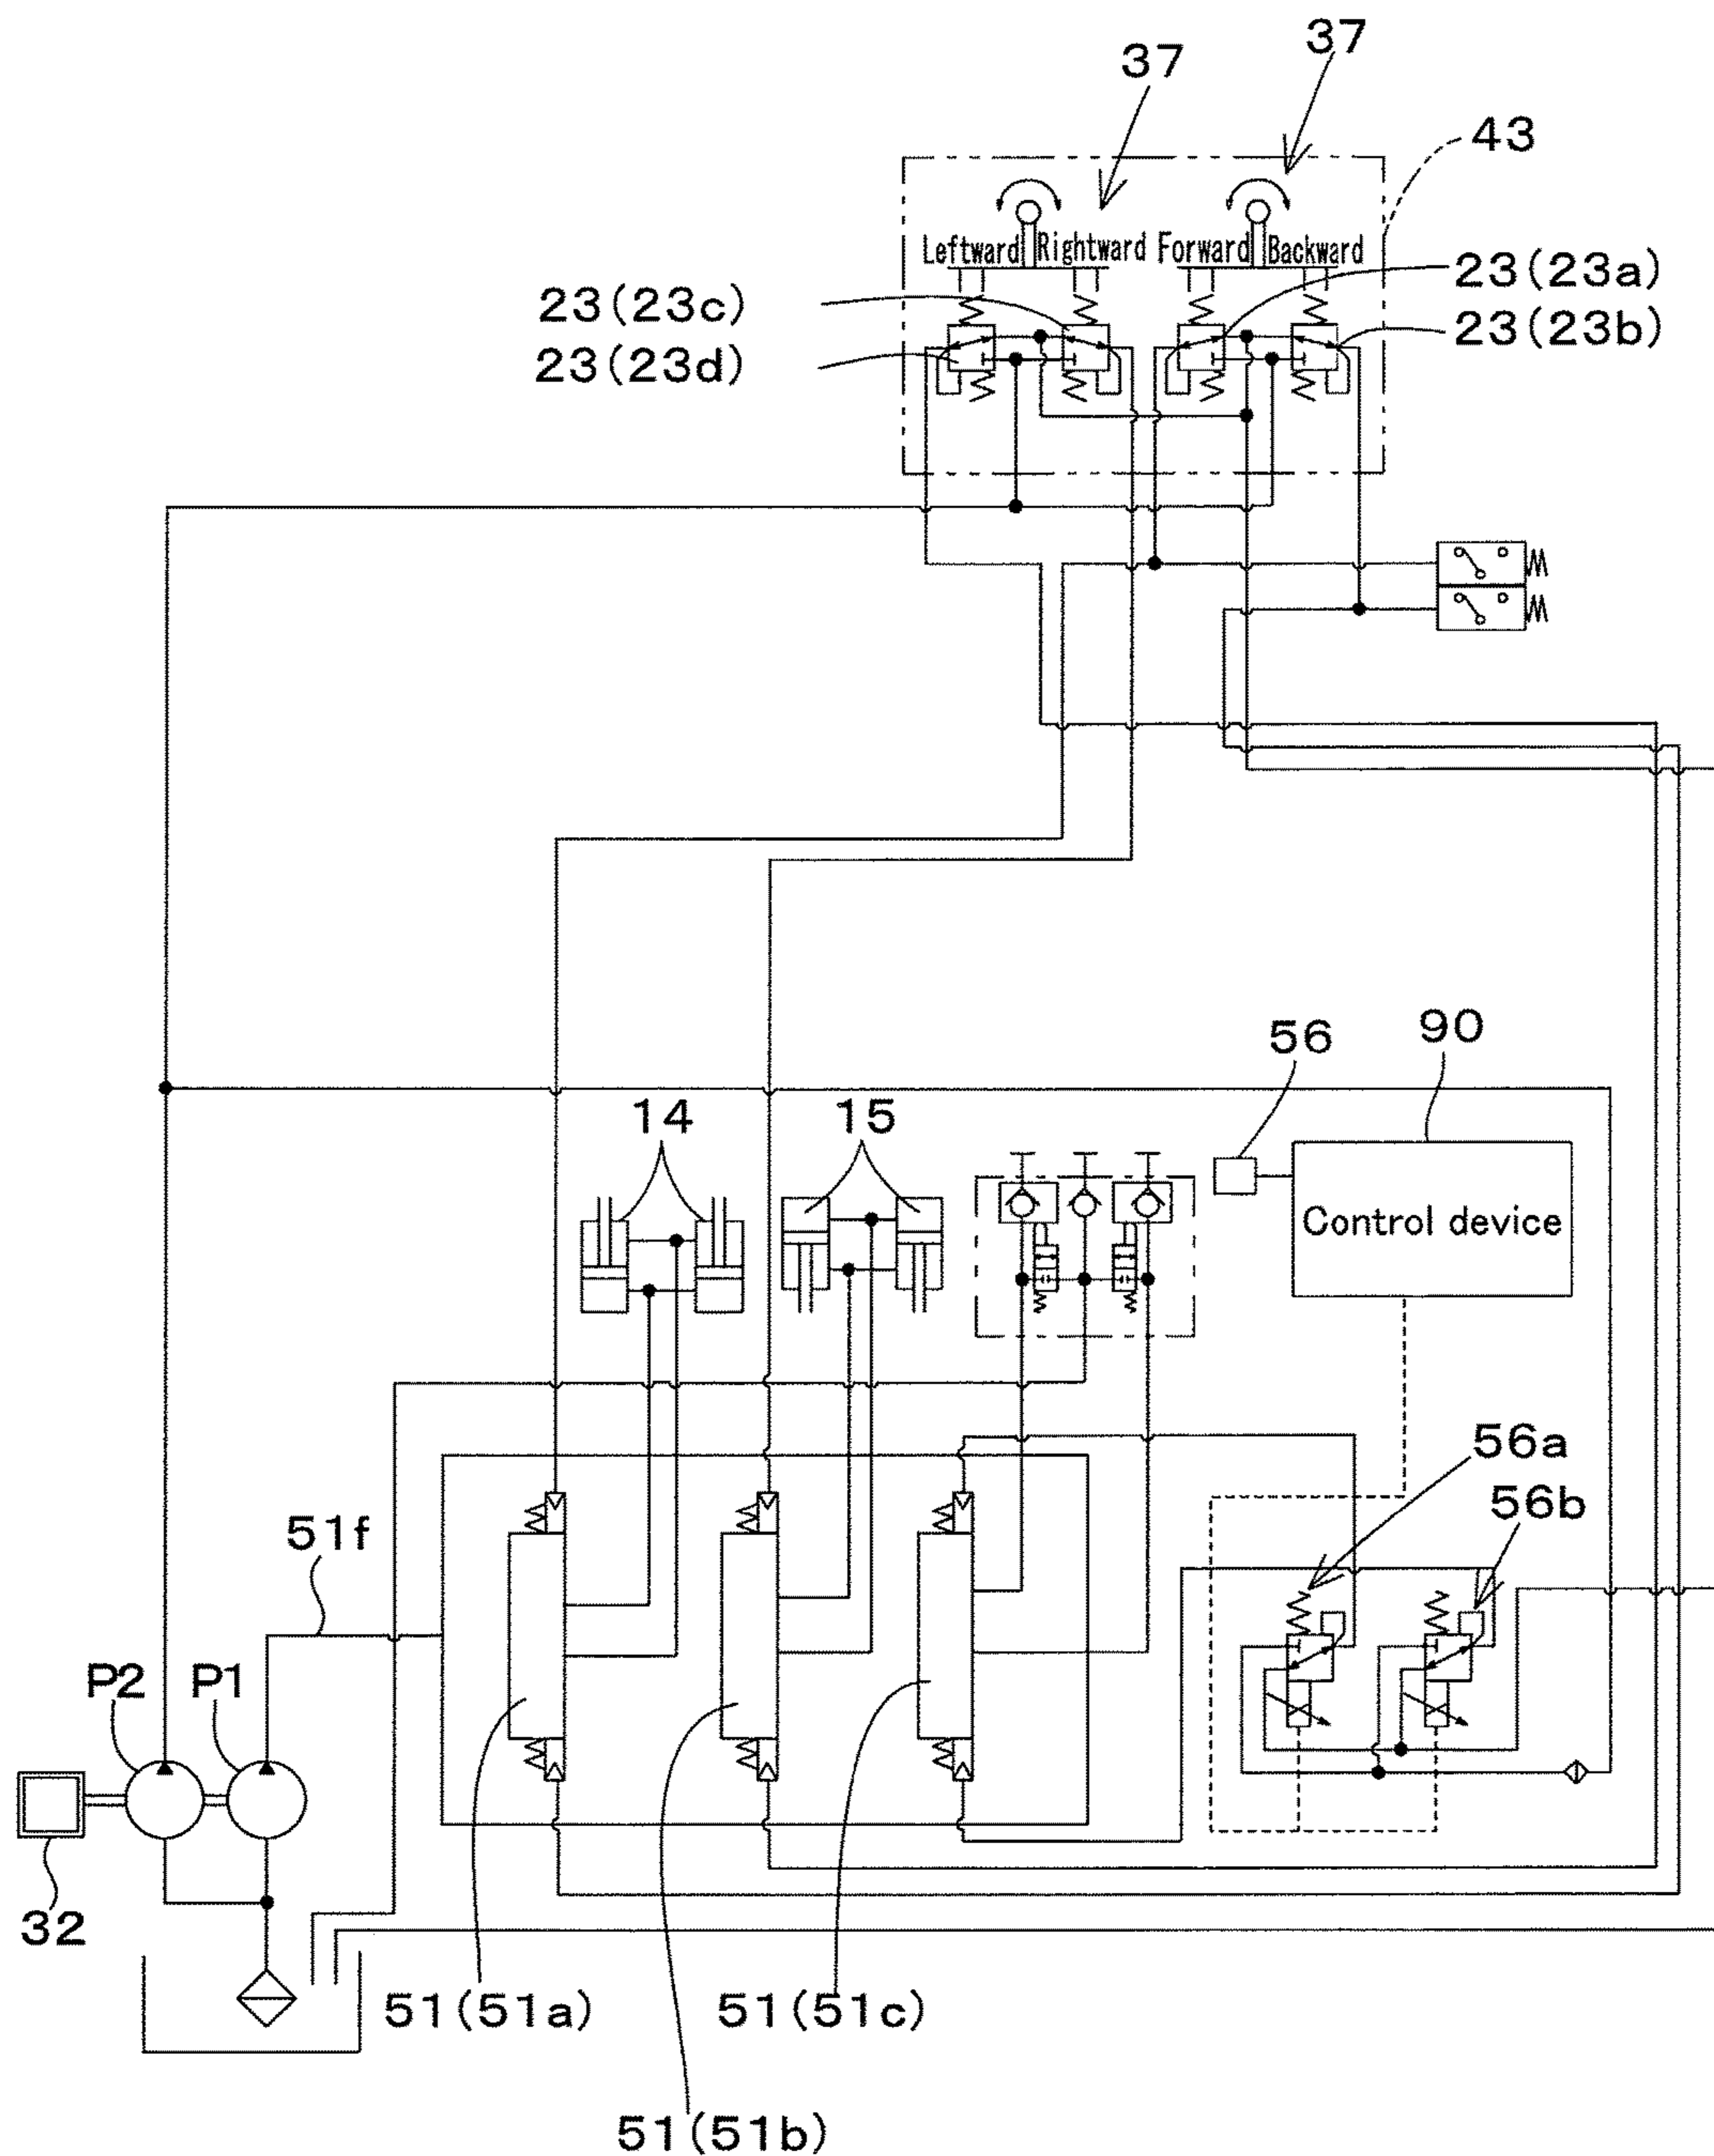 37
37
43
Leftward
Rightward
Forward
Backward
23(23a)
23(23c)
23(23b)
23(23d)
56
90
14
15
Control device
56a
56b
51f
P2
P1
32
51(51a)
51(51c)
51(51b)